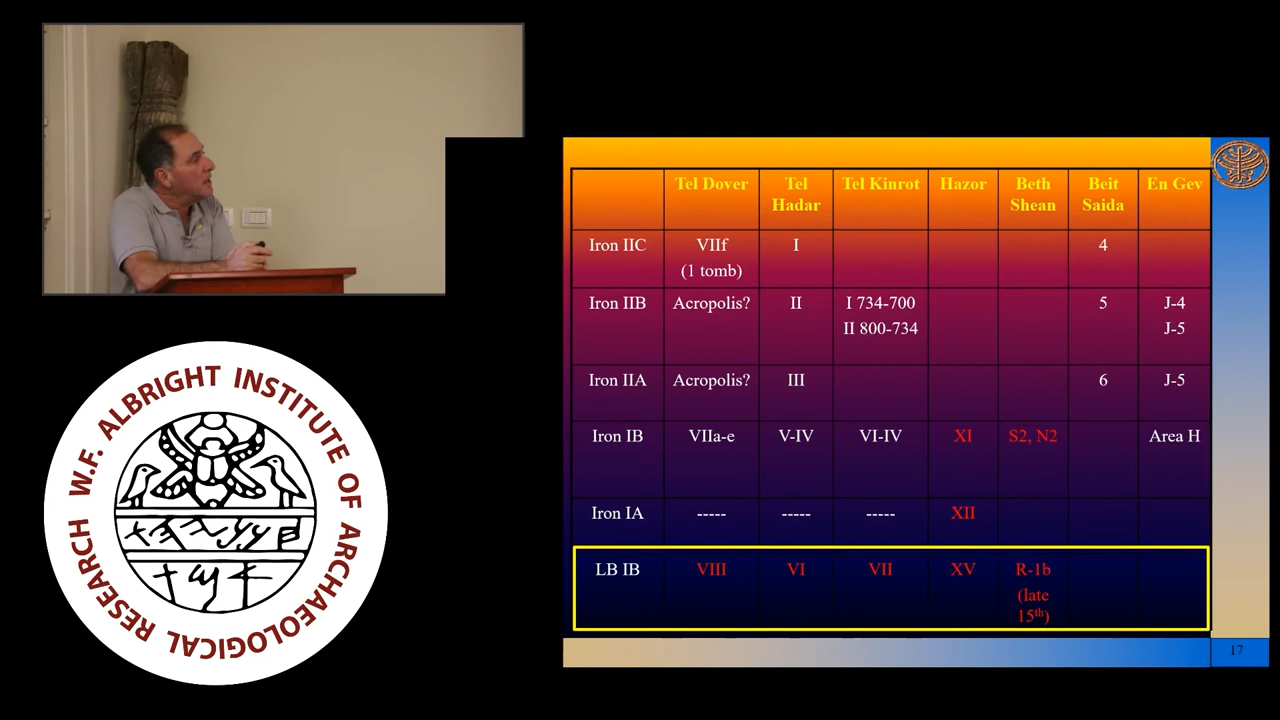 W.F. ALBRIGHT INSTITUTE OF ARCHAEOLOGICAL RESEARCH
Tel Dover Tel Hadar Tel Kinrot Hazor Beth Shean Beit Saida En Gev
Iron IIC VIIf (1 tomb) I 4
Iron IIB Acropolis? II I 734-700 II 800-734 5 J-4 J-5
Iron IIA Acropolis? III 6 J-5
Iron IB VIIa-e V-IV VI-IV XI S2, N2 Area H
Iron IA ----- ----- ----- XII
LB IB VIII VI VII XV R-1b (late 15th)
17